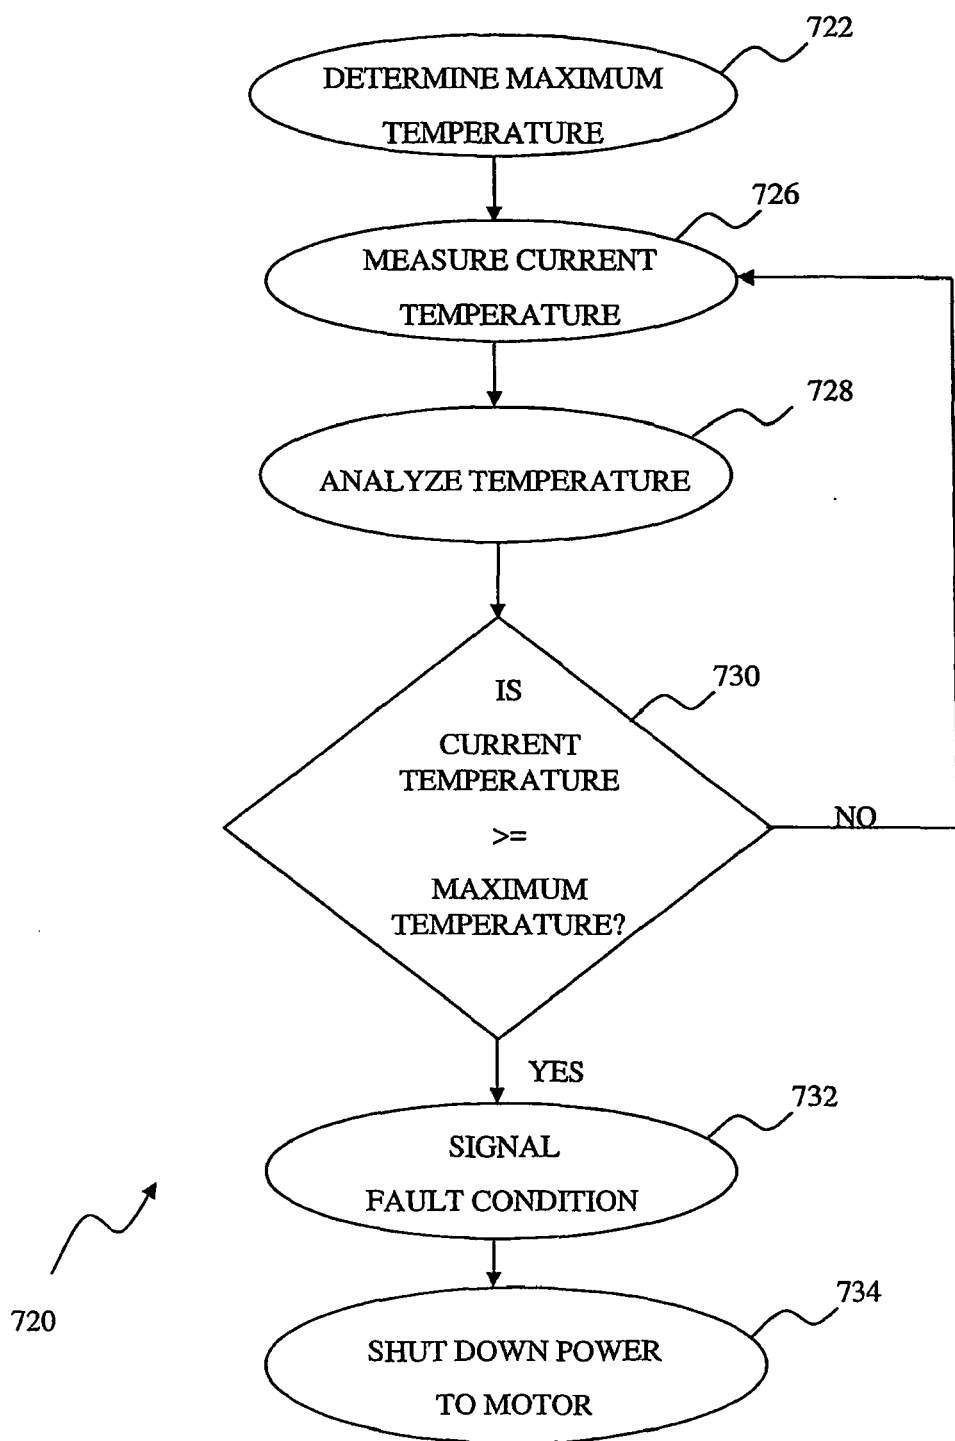 722
DETERMINE MAXIMUM
TEMPERATURE
726
MEASURE CURRENT
TEMPERATURE
728
ANALYZE TEMPERATURE
730
IS
CURRENT
TEMPERATURE
>=
MAXIMUM
TEMPERATURE?
NO
YES
732
SIGNAL
FAULT CONDITION
720
734
SHUT DOWN POWER
TO MOTOR